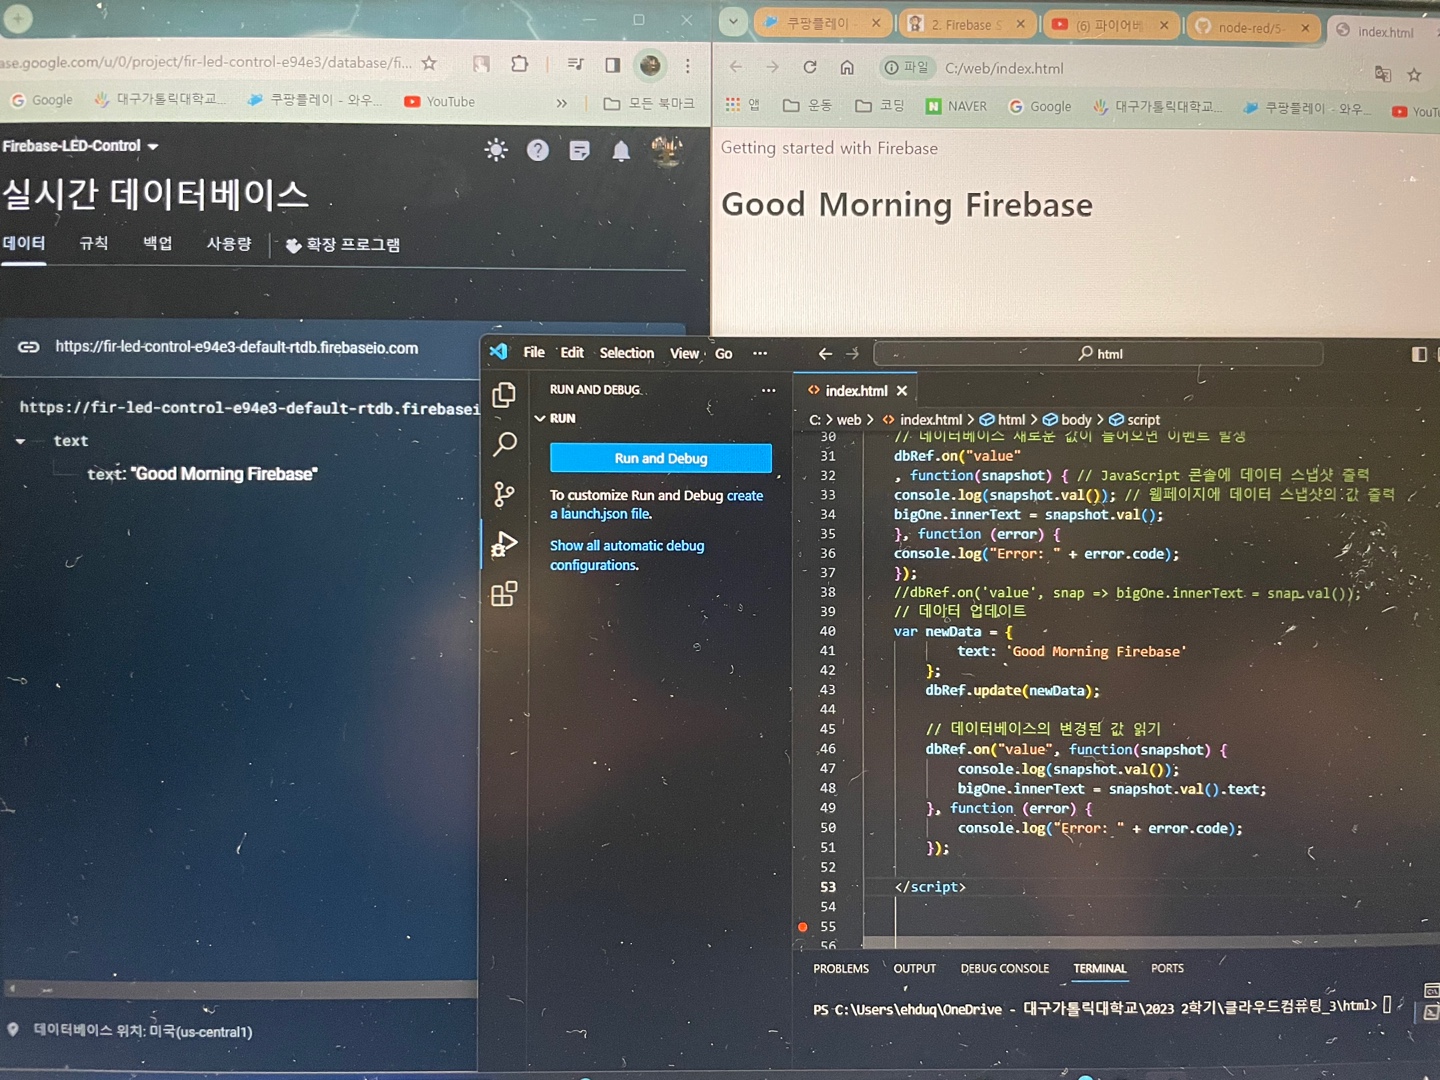 ase.google.com/u/0/project/fir-led-control-e94e3/database/fi...
Google 대구가톨릭대학교... 쿠팡플레이 - 와우... YouTube » 모든 북마크
Firebase-LED-Control
실시간 데이터베이스
데이터 규칙 백업 사용량 확장 프로그램
https://fir-led-control-e94e3-default-rtdb.firebaseio.com
https://fir-led-control-e94e3-default-rtdb.firebasei
text
text: "Good Morning Firebase"
데이터베이스 위치: 미국(us-central1)
쿠팡플레이 - 2. Firebase S (6) 파이어베 node-red/5- index.html
파일 C:/web/index.html
앱 운동 코딩 NAVER Google 대구가톨릭대학교... 쿠팡플레이 - 와우... YouTu
Getting started with Firebase
Good Morning Firebase
File Edit Selection View Go ... html
RUN AND DEBUG ...
RUN
Run and Debug
To customize Run and Debug create
a launch.json file.
Show all automatic debug
configurations.
index.html
C: > web > index.html > html > body > script
30 // 데이터베이스 새로운 값이 들어오면 이벤트 발생
31 dbRef.on("value"
32 , function(snapshot) { // JavaScript 콘솔에 데이터 스냅샷 출력
33 console.log(snapshot.val()); // 웹페이지에 데이터 스냅샷의 값 출력
34 bigOne.innerText = snapshot.val();
35 }, function (error) {
36 console.log("Error: " + error.code);
37 });
38 //dbRef.on('value', snap => bigOne.innerText = snap.val());
39 // 데이터 업데이트
40 var newData = {
41 text: 'Good Morning Firebase'
42 };
43 dbRef.update(newData);
44
45 // 데이터베이스의 변경된 값 읽기
46 dbRef.on("value", function(snapshot) {
47 console.log(snapshot.val());
48 bigOne.innerText = snapshot.val().text;
49 }, function (error) {
50 console.log("Error: " + error.code);
51 });
52
53 </script>
54
55
56
PROBLEMS OUTPUT DEBUG CONSOLE TERMINAL PORTS
PS C:\Users\ehduq\OneDrive - 대구가톨릭대학교\2023 2학기\클라우드컴퓨팅_3\html>